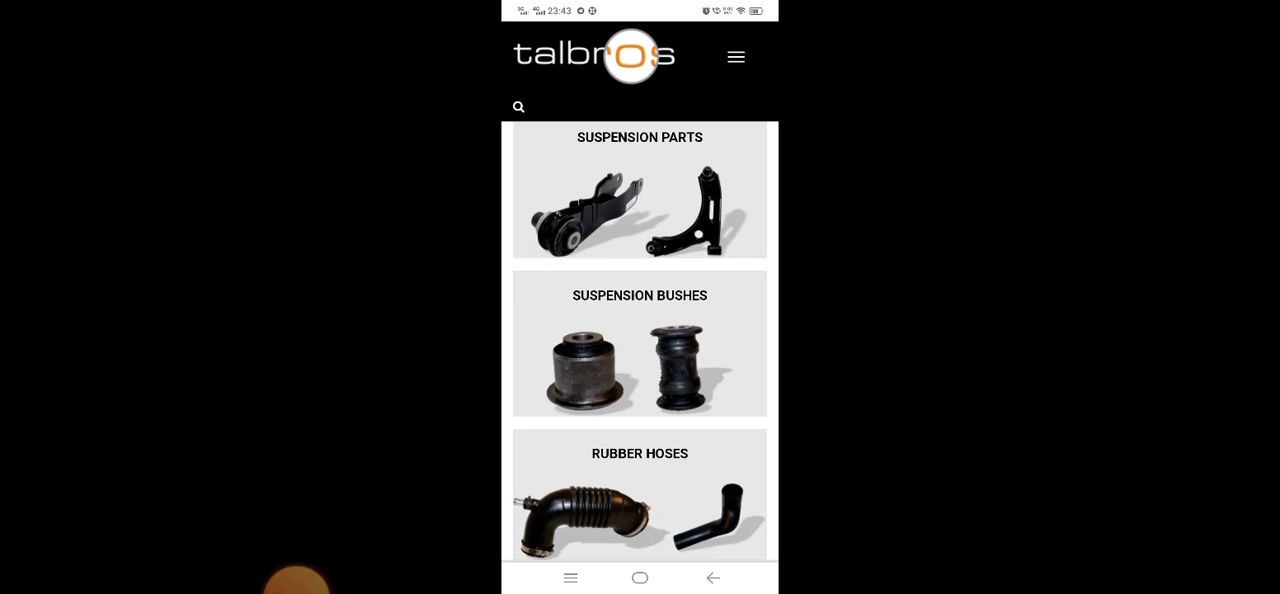 23:43
talbros
SUSPENSION PARTS
SUSPENSION BUSHES
RUBBER HOSES